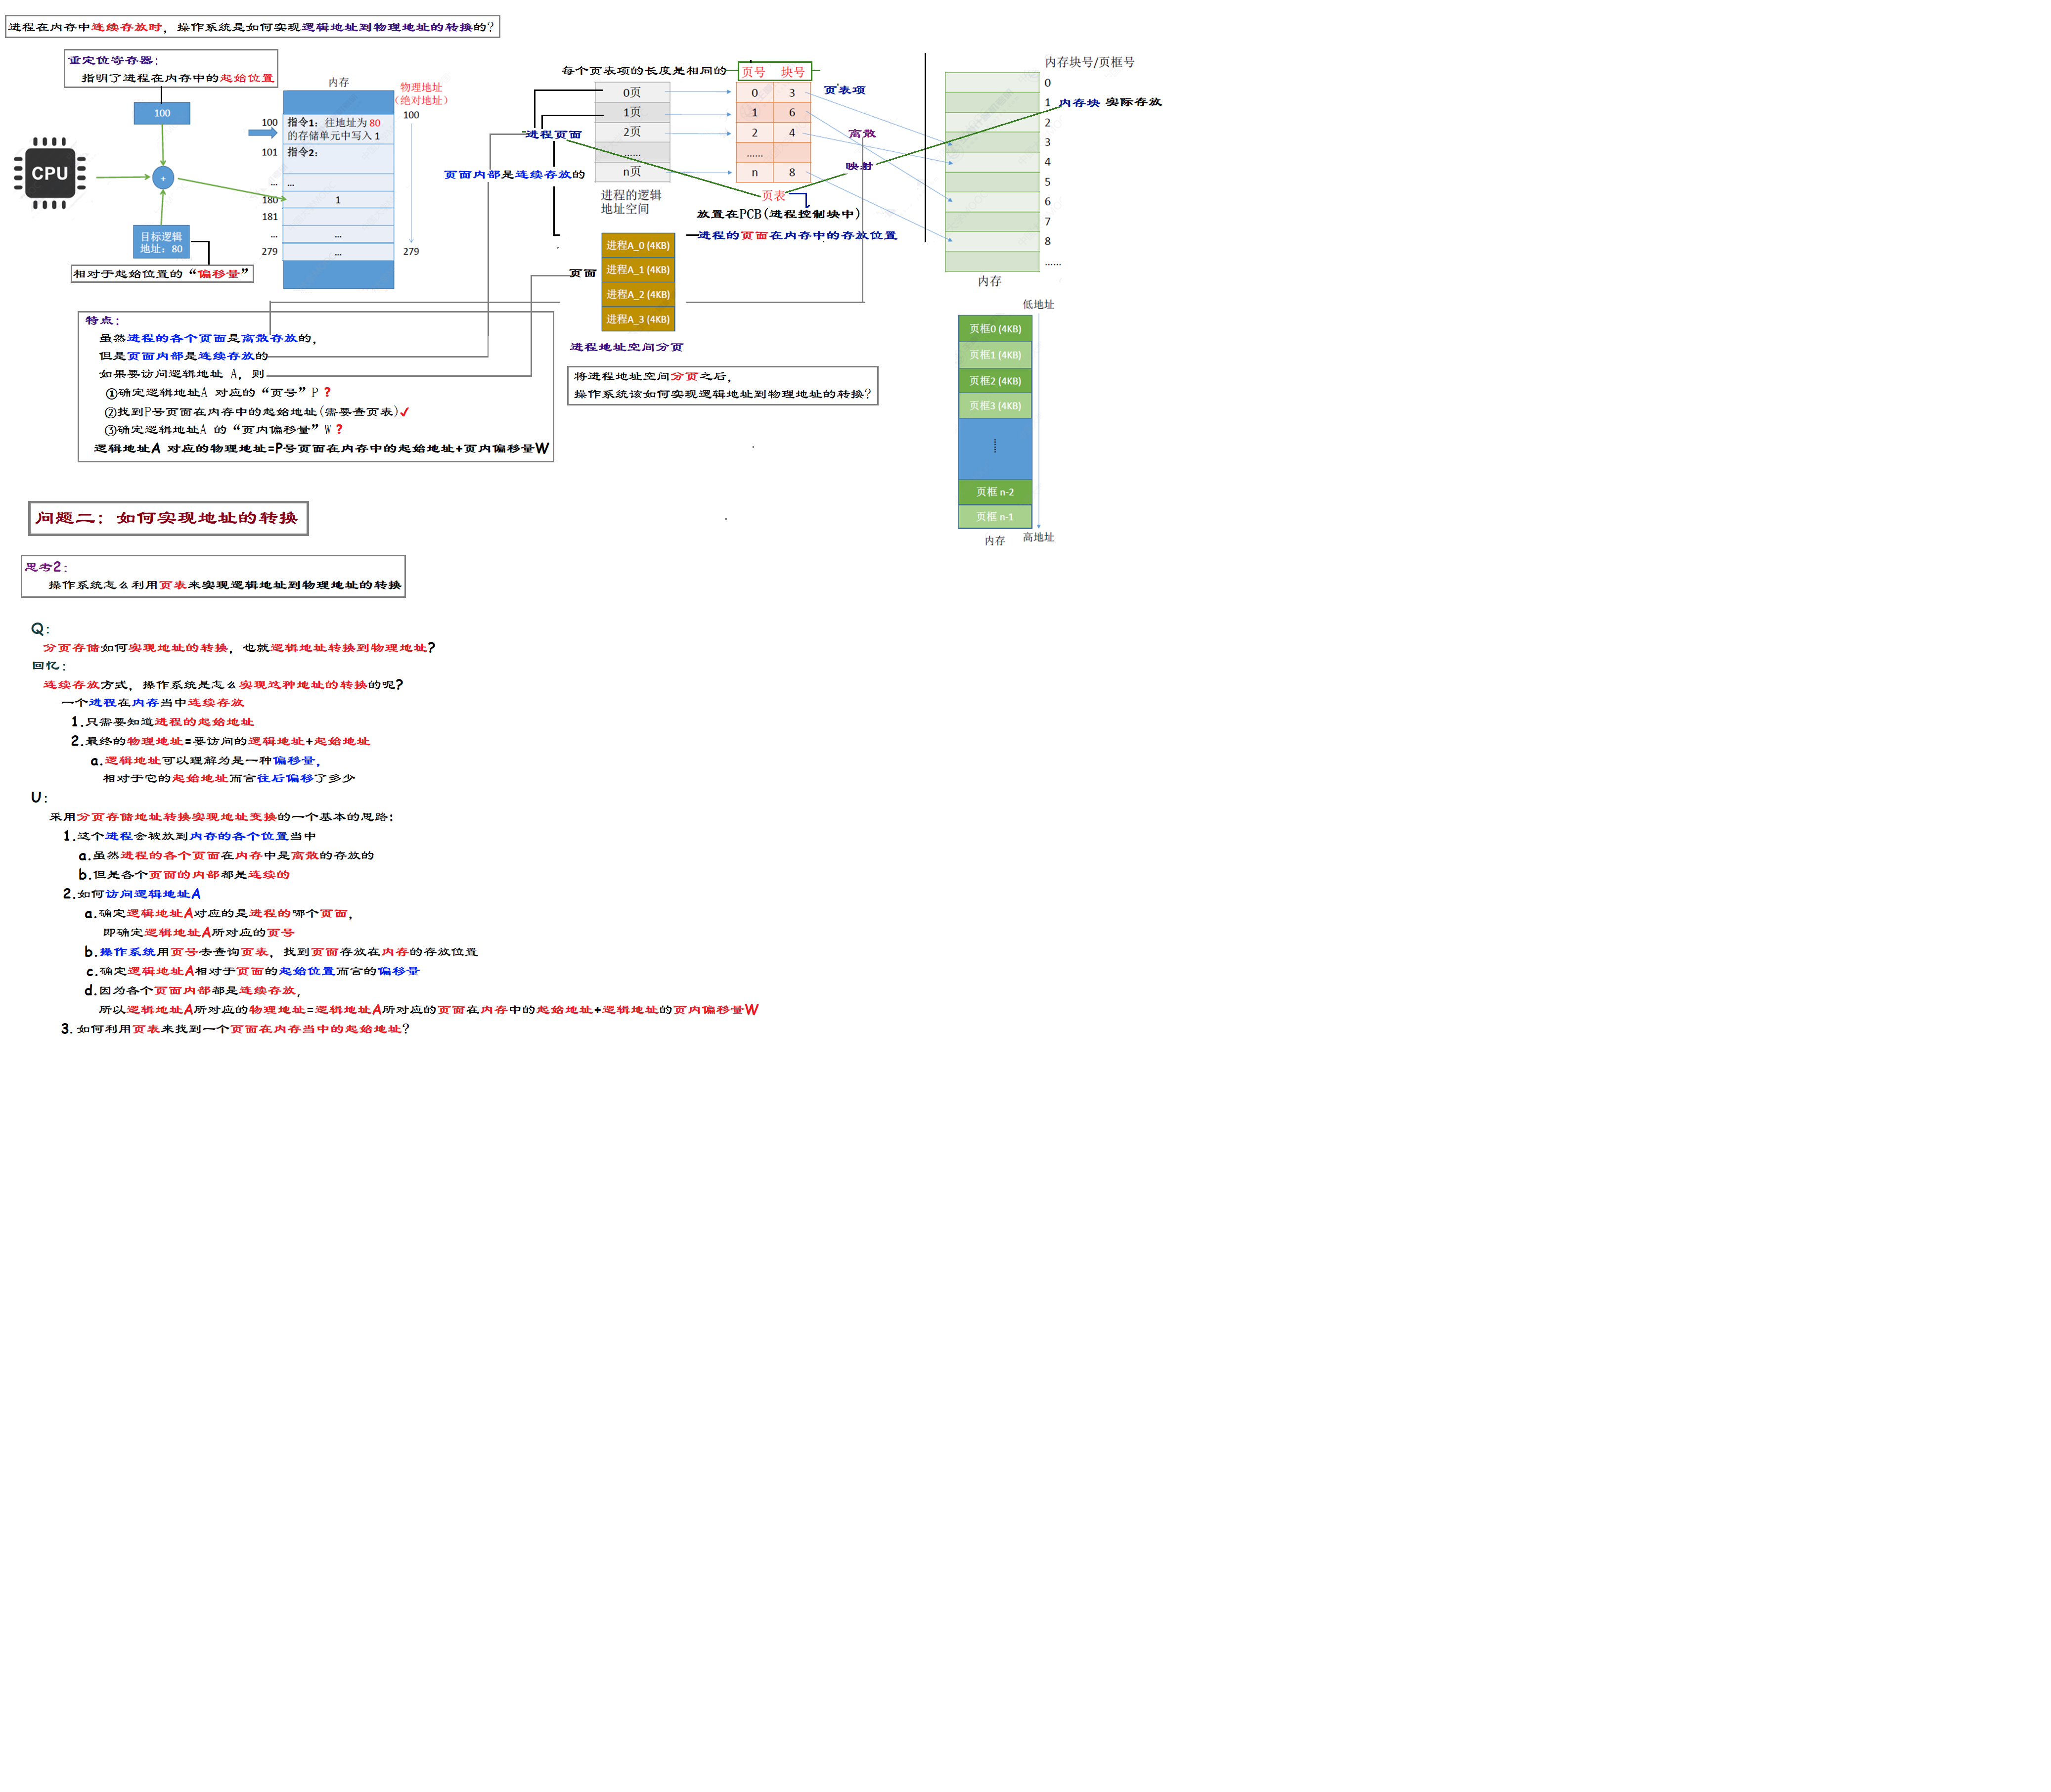 进程在内存中连续存放时，操作系统是如何实现逻辑地址到物理地址的转换的？
重定位寄存器：
指明了进程在内存中的起始位置
100
CPU
+
目标逻辑
地址：80
相对于起始位置的“偏移量”
内存
物理地址
（绝对地址）
100
指令1：往地址为 80
的存储单元中写入 1
100
101
指令2：
...
...
180
1
181
...
...
279
...
279
每个页表项的长度是相同的
页号 块号
0页
1页
2页
......
n页
进程的逻辑
地址空间
0 3
1 6
2 4
......
n 8
页表项
离散
映射
页表
进程页面
页面内部是连续存放的
放置在PCB(进程控制块中)
进程的页面在内存中的存放位置
内存块号/页框号
0
1
2
3
4
5
6
7
8
......
内存块 实际存放
内存
页面
进程A_0 (4KB)
进程A_1 (4KB)
进程A_2 (4KB)
进程A_3 (4KB)
进程地址空间分页
将进程地址空间分页之后，
操作系统该如何实现逻辑地址到物理地址的转换？
低地址
页框0 (4KB)
页框1 (4KB)
页框2 (4KB)
页框3 (4KB)
......
页框 n-2
页框 n-1
内存
高地址
特点：
虽然进程的各个页面是离散存放的，
但是页面内部是连续存放的
如果要访问逻辑地址 A，则
①确定逻辑地址A 对应的“页号”P ?
②找到P号页面在内存中的起始地址(需要查页表)✓
③确定逻辑地址A 的“页内偏移量”W ?
逻辑地址A 对应的物理地址=P号页面在内存中的起始地址+页内偏移量W
问题二：如何实现地址的转换
思考2：
操作系统怎么利用页表来实现逻辑地址到物理地址的转换
Q：
分页存储如何实现地址的转换，也就逻辑地址转换到物理地址?
回忆：
连续存放方式，操作系统是怎么实现这种地址的转换的呢?
一个进程在内存当中连续存放
1.只需要知道进程的起始地址
2.最终的物理地址=要访问的逻辑地址+起始地址
a.逻辑地址可以理解为是一种偏移量，
相对于它的起始地址而言往后偏移了多少
U：
采用分页存储地址转换实现地址变换的一个基本的思路：
1.这个进程会被放到内存的各个位置当中
a.虽然进程的各个页面在内存中是离散的存放的
b.但是各个页面的内部都是连续的
2.如何访问逻辑地址A
a.确定逻辑地址A对应的是进程的哪个页面，
即确定逻辑地址A所对应的页号
b.操作系统用页号去查询页表，找到页面存放在内存的存放位置
c.确定逻辑地址A相对于页面的起始位置而言的偏移量
d.因为各个页面内部都是连续存放，
所以逻辑地址A所对应的物理地址=逻辑地址A所对应的页面在内存中的起始地址+逻辑地址的页内偏移量W
3.如何利用页表来找到一个页面在内存当中的起始地址？